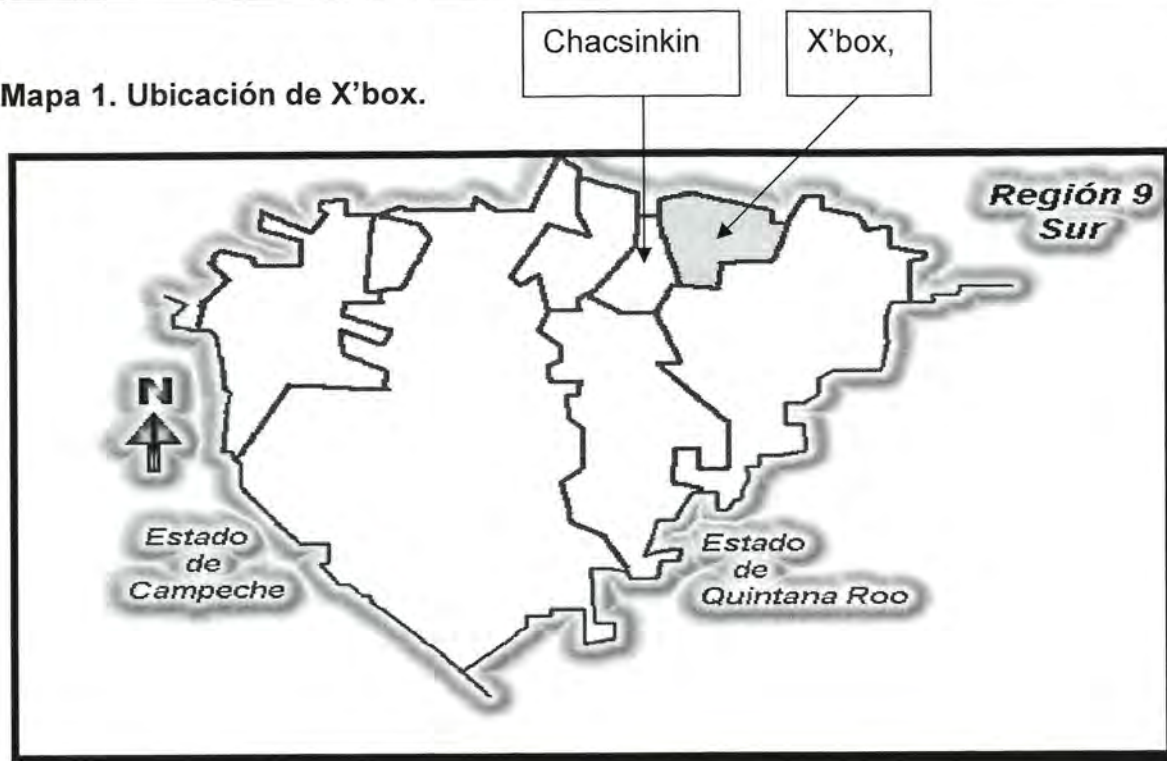 Chacsinkin
X'box,
Mapa 1. Ubicación de X'box.
Región 9
Sur
N
Estado
de
Campeche
Estado
de
Quintana Roo